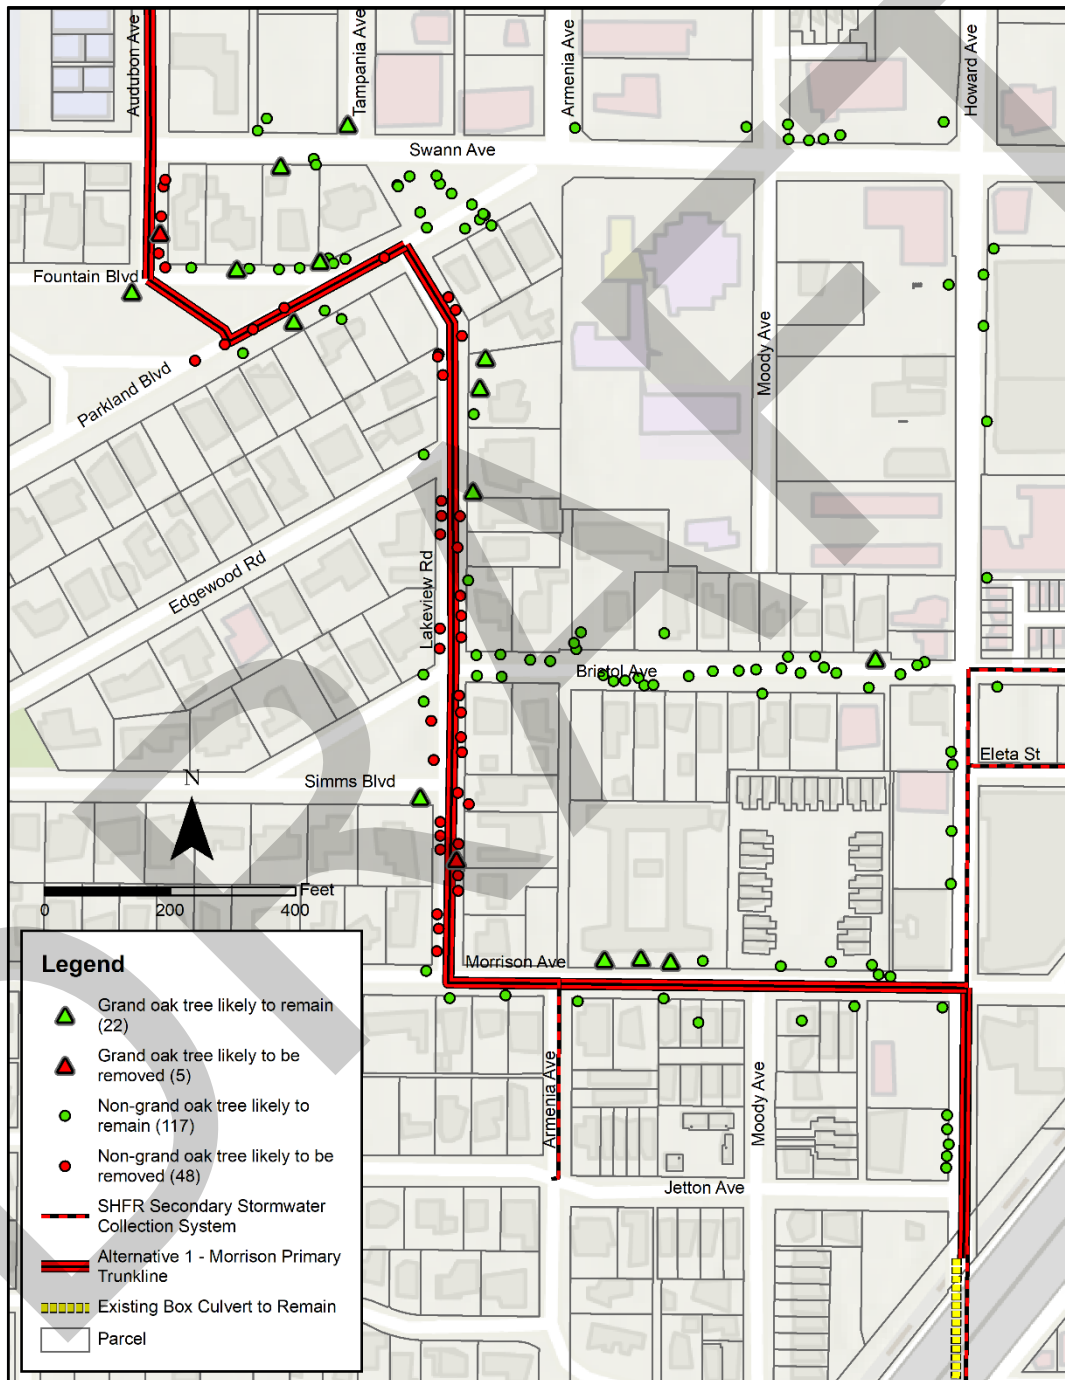 Audubon Ave
Tampania Ave
Armenia Ave
Howard Ave
Swann Ave
Fountain Blvd
Parkland Blvd
Moody Ave
Edgewood Rd
Lakeview Rd
Bristol Ave
Eleta St
Simms Blvd
N
Feet
0 200 400
Morrison Ave
Armenia Ave
Moody Ave
Jetton Ave
Legend
Grand oak tree likely to remain
(22)
Grand oak tree likely to be
removed (5)
Non-grand oak tree likely to
remain (117)
Non-grand oak tree likely to be
removed (48)
SHFR Secondary Stormwater
Collection System
Alternative 1 - Morrison Primary
Trunkline
Existing Box Culvert to Remain
Parcel
DRAFT